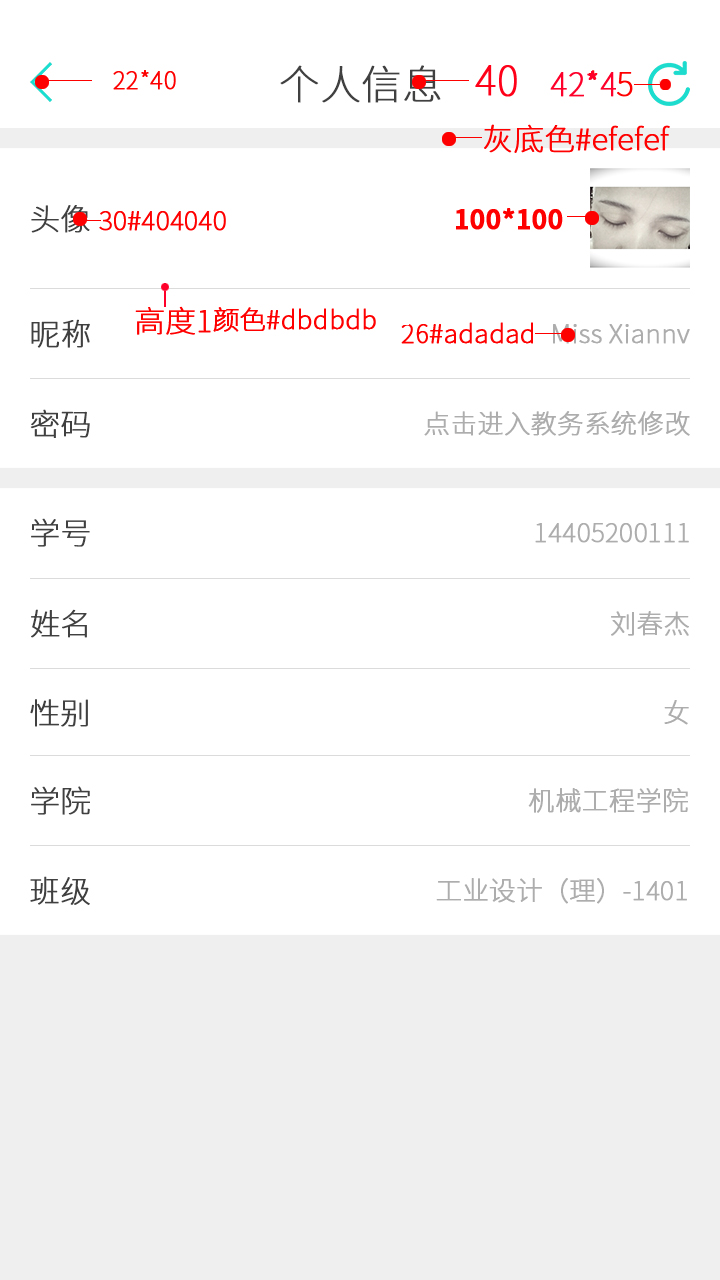 22*40 个人信息 40 42*45
灰底色#efefef
头像 30#404040 100*100
高度1颜色#dbdbdb
昵称 26#adadad Miss Xiannv
密码 点击进入教务系统修改
学号 14405200111
姓名 刘春杰
性别 女
学院 机械工程学院
班级 工业设计（理）-1401